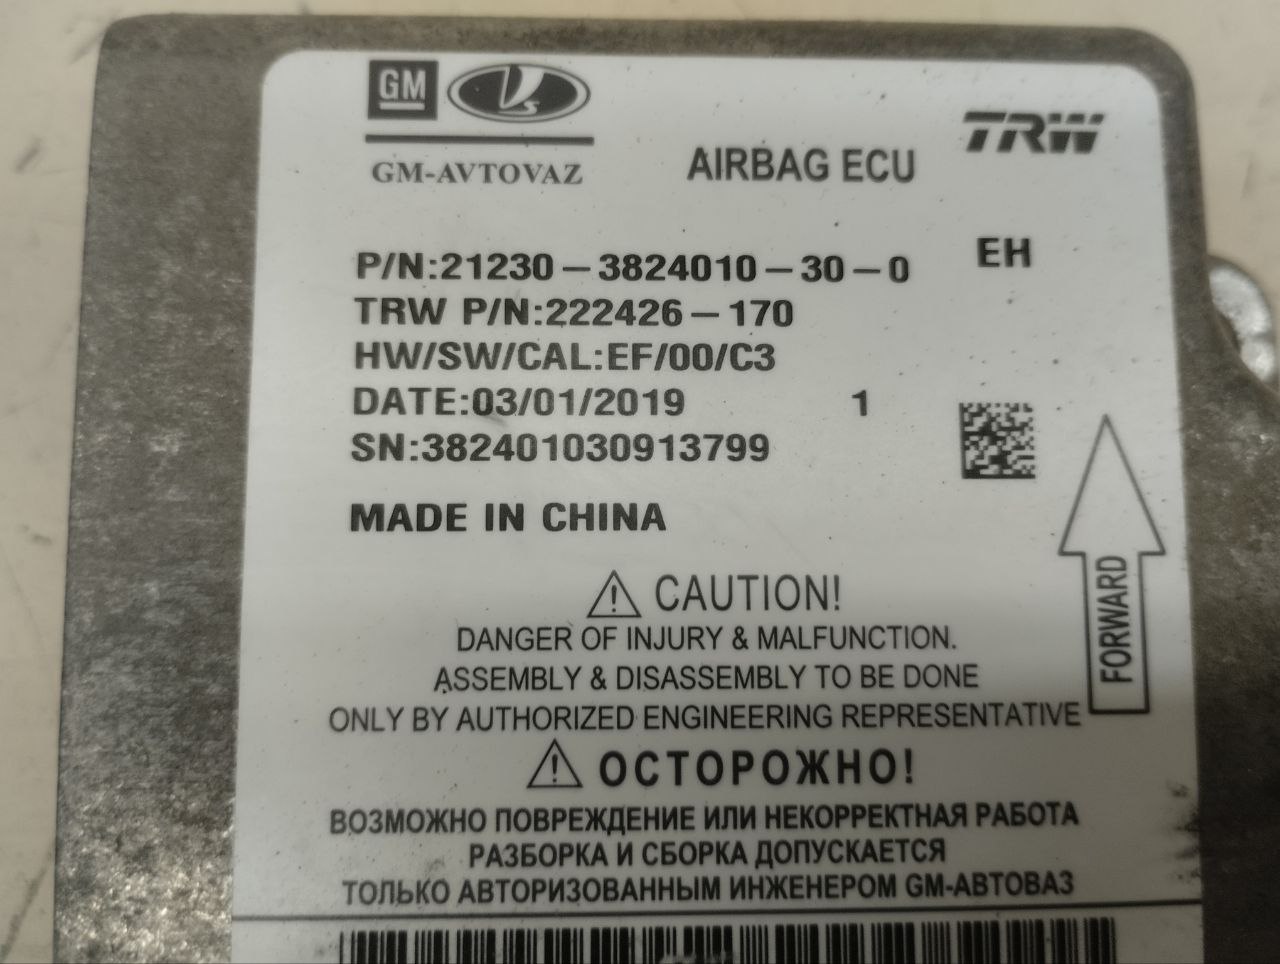 GM VS
GM-AVTOVAZ
AIRBAG ECU
TRW
P/N:21230-3824010-30-0 EH
TRW P/N:222426-170
HW/SW/CAL:EF/00/C3
DATE:03/01/2019 1
SN:382401030913799
MADE IN CHINA
FORWARD
CAUTION!
DANGER OF INJURY & MALFUNCTION.
ASSEMBLY & DISASSEMBLY TO BE DONE
ONLY BY AUTHORIZED ENGINEERING REPRESENTATIVE
ОСТОРОЖНО!
ВОЗМОЖНО ПОВРЕЖДЕНИЕ ИЛИ НЕКОРРЕКТНАЯ РАБОТА
РАЗБОРКА И СБОРКА ДОПУСКАЕТСЯ
ТОЛЬКО АВТОРИЗОВАННЫМ ИНЖЕНЕРОМ GM-АВТОВАЗ